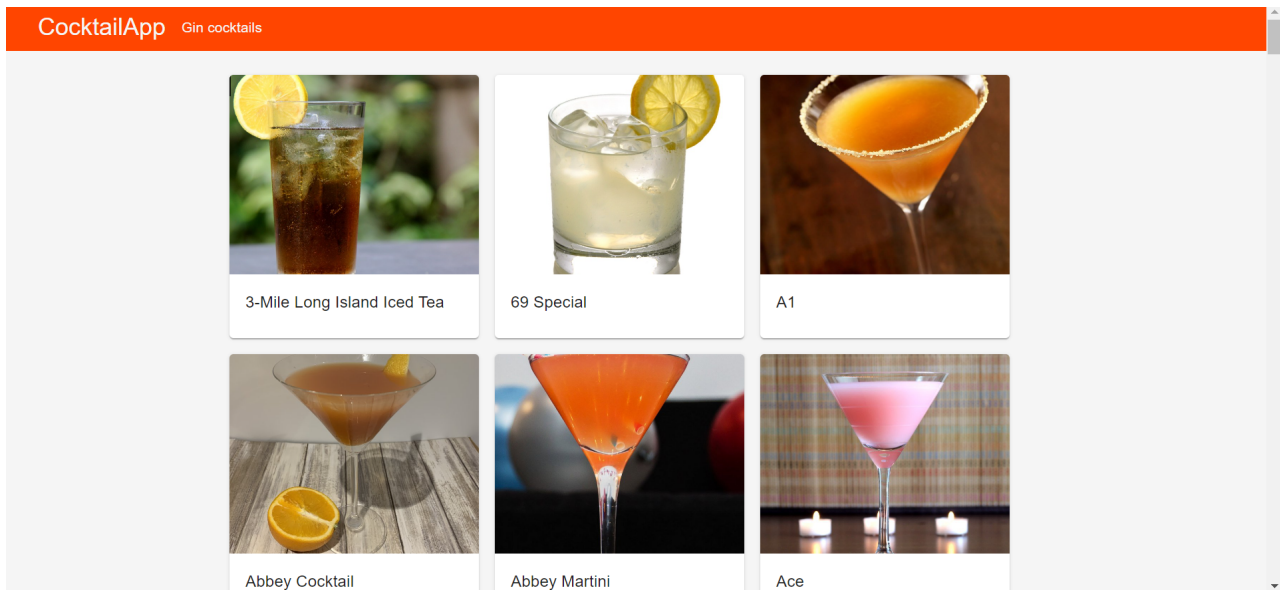 CocktailApp Gin cocktails
3-Mile Long Island Iced Tea
69 Special
A1
Abbey Cocktail
Abbey Martini
Ace